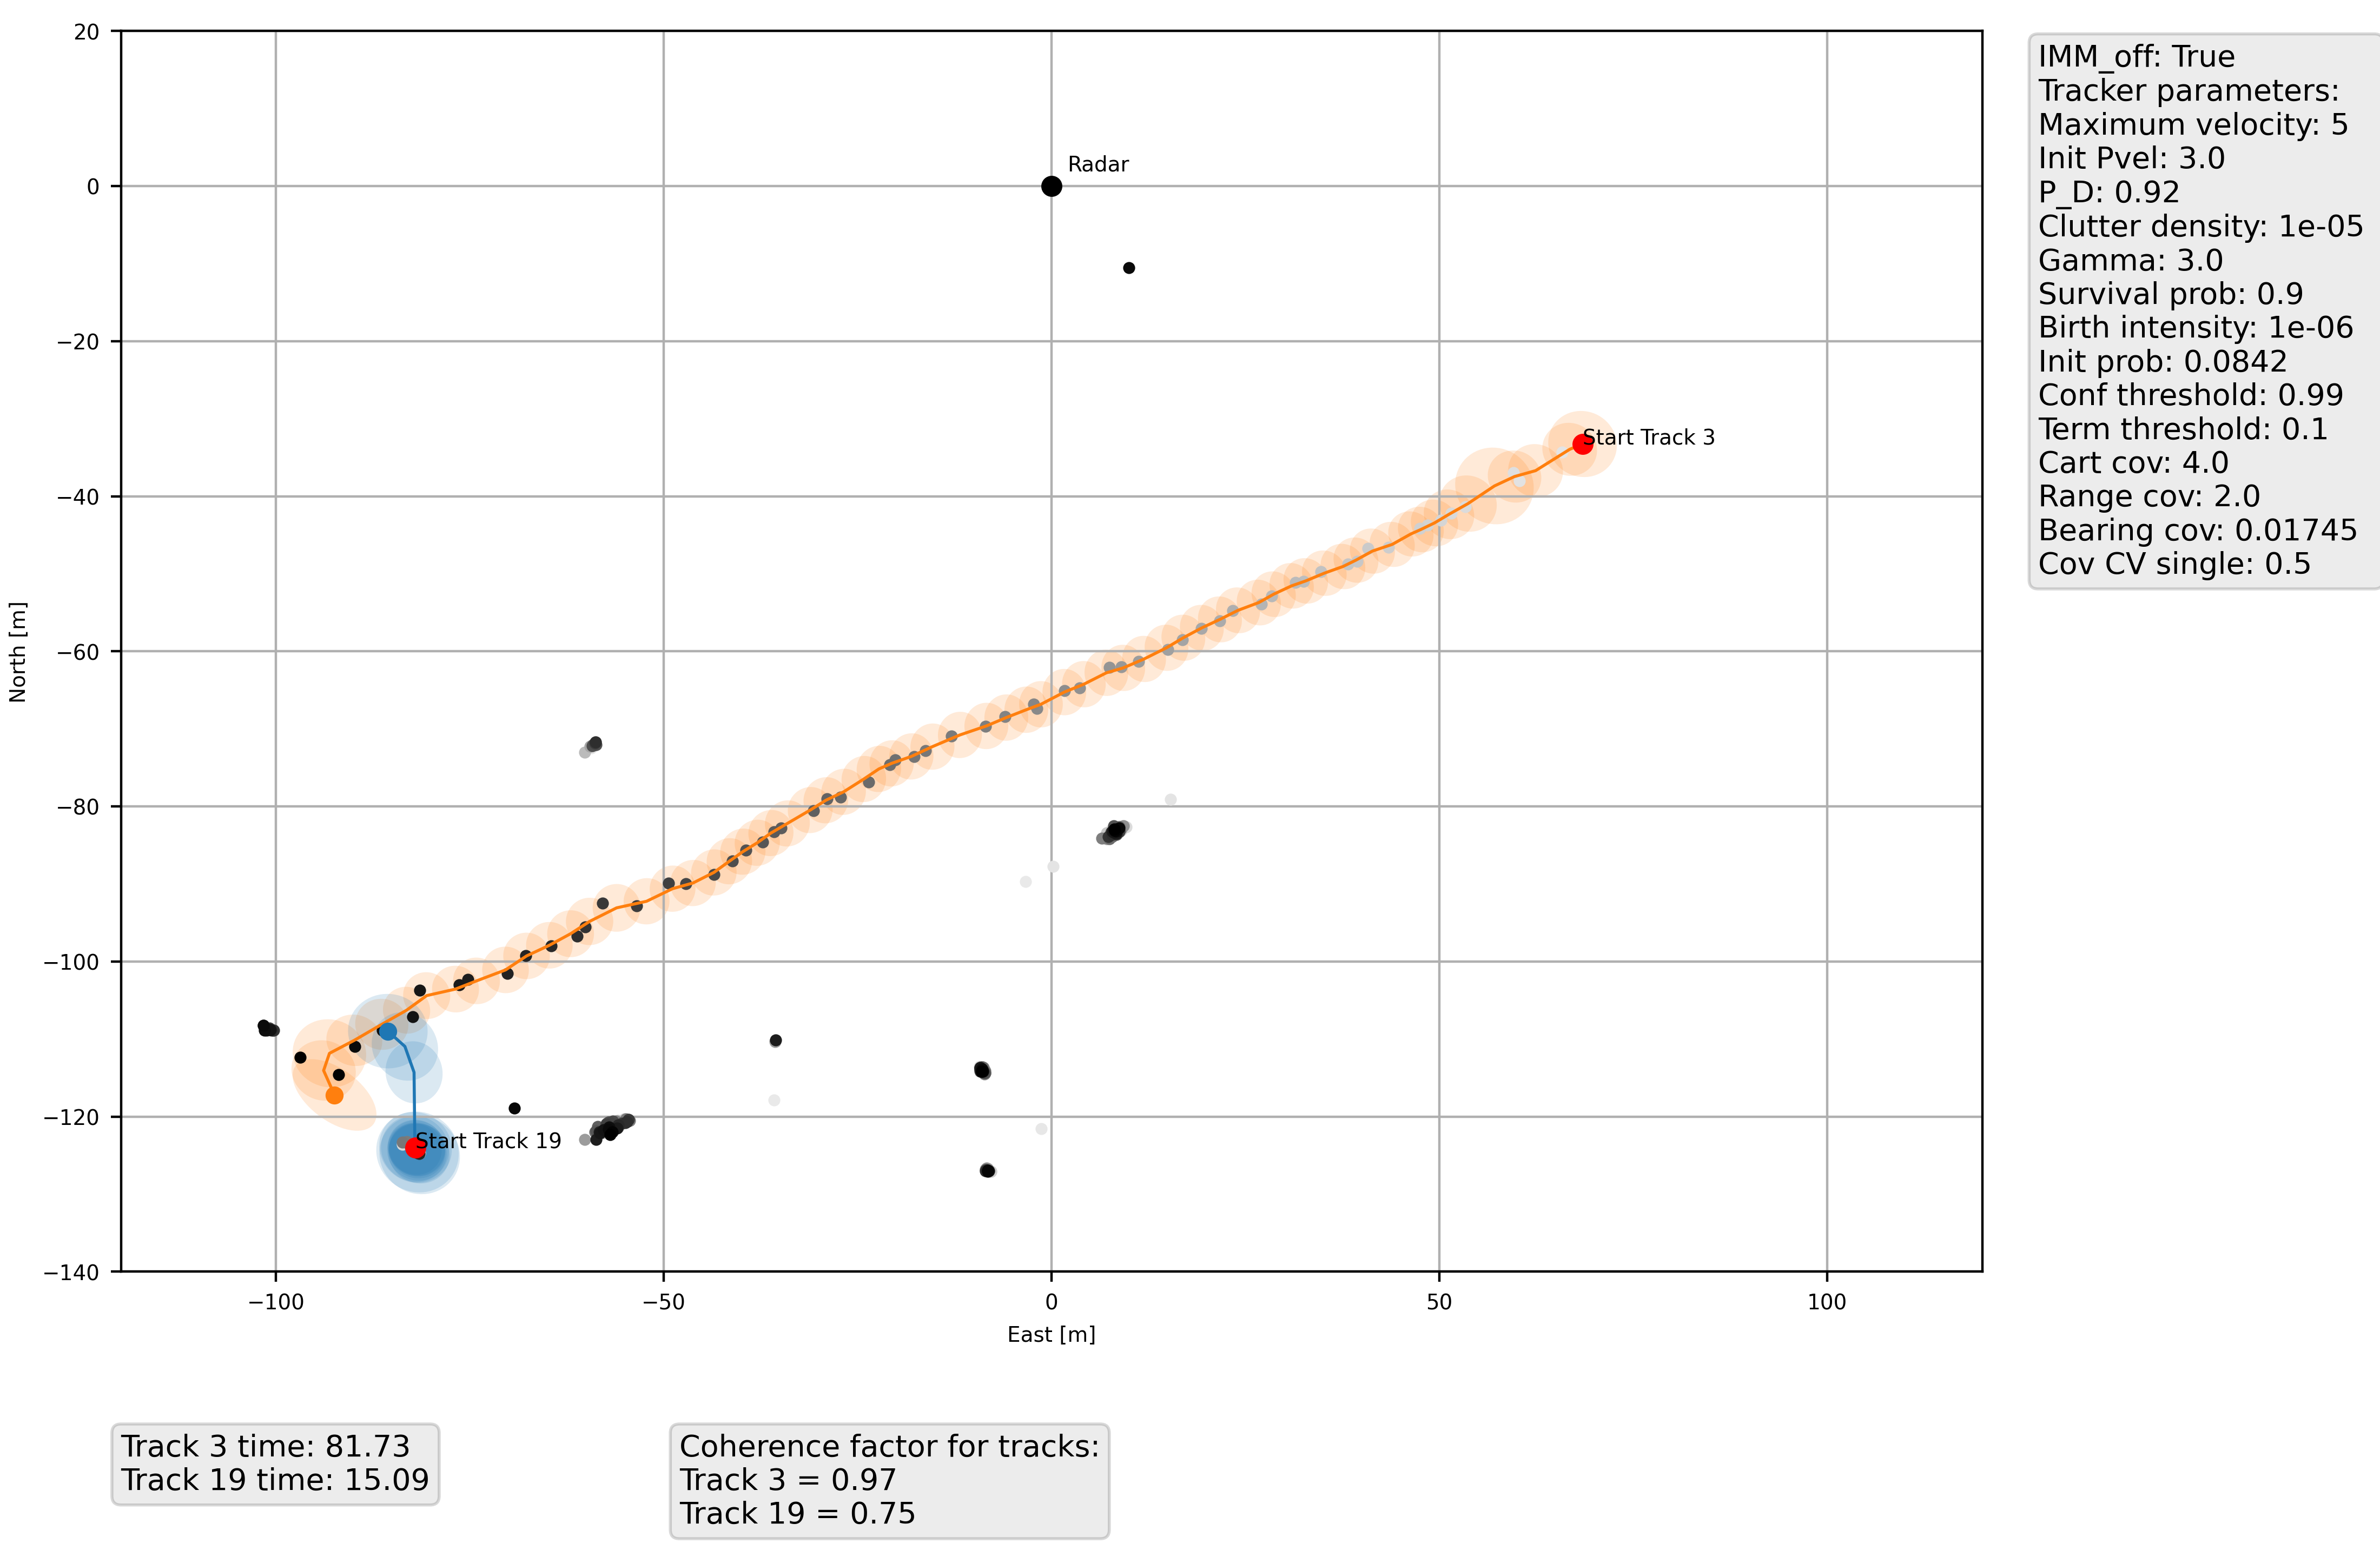 20
0
−20
−40
−60
−80
−100
−120
−140
North [m]
−100
−50
0
50
100
East [m]
Radar
Start Track 3
Start Track 19
IMM_off: True
Tracker parameters:
Maximum velocity: 5
Init Pvel: 3.0
P_D: 0.92
Clutter density: 1e-05
Gamma: 3.0
Survival prob: 0.9
Birth intensity: 1e-06
Init prob: 0.0842
Conf threshold: 0.99
Term threshold: 0.1
Cart cov: 4.0
Range cov: 2.0
Bearing cov: 0.01745
Cov CV single: 0.5
Track 3 time: 81.73
Track 19 time: 15.09
Coherence factor for tracks:
Track 3 = 0.97
Track 19 = 0.75